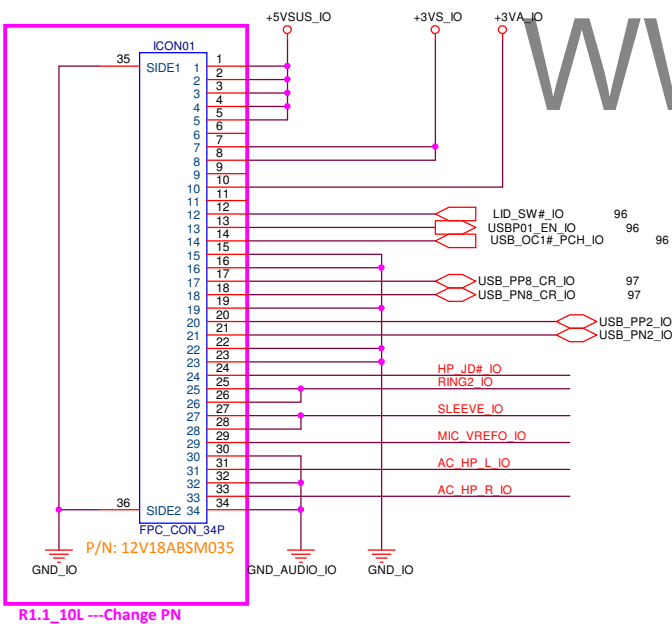 +5VSUS_IO
+3VS_IO
+3VA_IO
WW
ICON01
35
SIDE1
1 1
2 2
3 3
4 4
5 5
6 6
7 7
8 8
9 9
10 10
11 11
12 12
LID_SW#_IO 96
13 13
USBP01_EN_IO 96
14 14
USB_OC1#_PCH_IO 96
15 15
16 16
17 17
USB_PP8_CR_IO 97
18 18
USB_PN8_CR_IO 97
19 19
20 20
USB_PP2_IO
21 21
USB_PN2_IO
22 22
23 23
24 24
HP_JD#_IO
25 25
RING2_IO
26 26
27 27
SLEEVE_IO
28 28
29 29
MIC_VREFO_IO
30 30
31 31
AC_HP_L_IO
32 32
33 33
AC_HP_R_IO
36
SIDE2 34 34
FPC_CON_34P
P/N: 12V18ABSM035
GND_IO
GND_AUDIO_IO
GND_IO
R1.1_10L ---Change PN